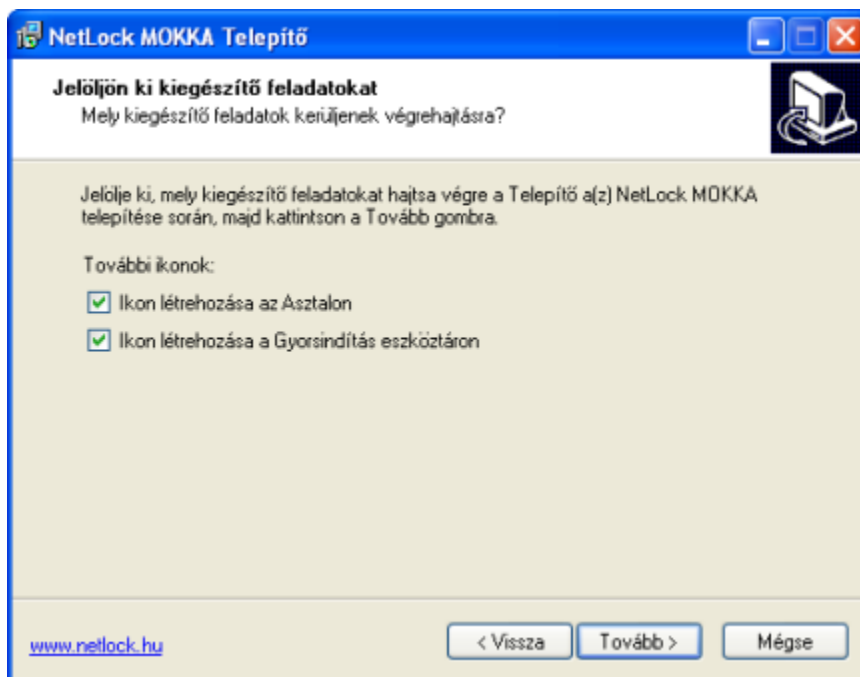 NetLock MOKKA Telepítő
Jelöljön ki kiegészítő feladatokat
Mely kiegészítő feladatok kerüljenek végrehajtásra?
Jelölje ki, mely kiegészítő feladatokat hajtsa végre a Telepítő a(z) NetLock MOKKA
telepítése során, majd kattintson a Tovább gombra.
További ikonok:
Ikon létrehozása az Asztalon
Ikon létrehozása a Gyorsindítás eszköztáron
www.netlock.hu
< Vissza
Tovább >
Mégse